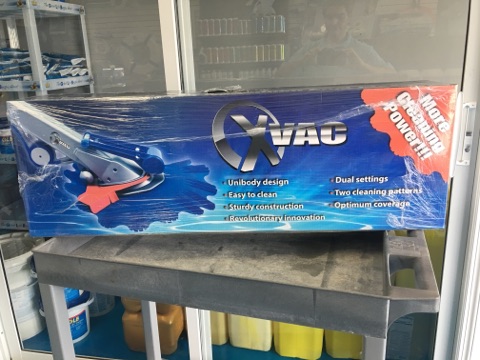 XVAC
More
Cleaning
Power!!
Unibody design
Easy to clean
Sturdy construction
Revolutionary innovation
Dual settings
Two cleaning patterns
Optimum coverage
XVAC